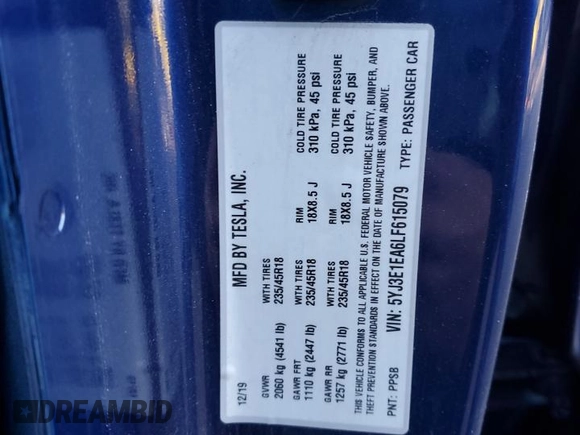 12/19 MFD BY TESLA, INC.
GVWR WITH TIRES RIM COLD TIRE PRESSURE
2060 kg (4541 lb) 235/45R18
GAWR FRT WITH TIRES RIM COLD TIRE PRESSURE
1110 kg (2447 lb) 235/45R18 18X8.5 J 310 kPa, 45 psi
GAWR RR WITH TIRES RIM COLD TIRE PRESSURE
1257 kg (2771 lb) 235/45R18 18X8.5 J 310 kPa, 45 psi
THIS VEHICLE CONFORMS TO ALL APPLICABLE U.S. FEDERAL MOTOR VEHICLE SAFETY, BUMPER, AND
THEFT PREVENTION STANDARDS IN EFFECT ON THE DATE OF MANUFACTURE SHOWN ABOVE.
VIN: 5YJ3E1EA6LF615079
PNT: PPSB TYPE: PASSENGER CAR
DREAMBID